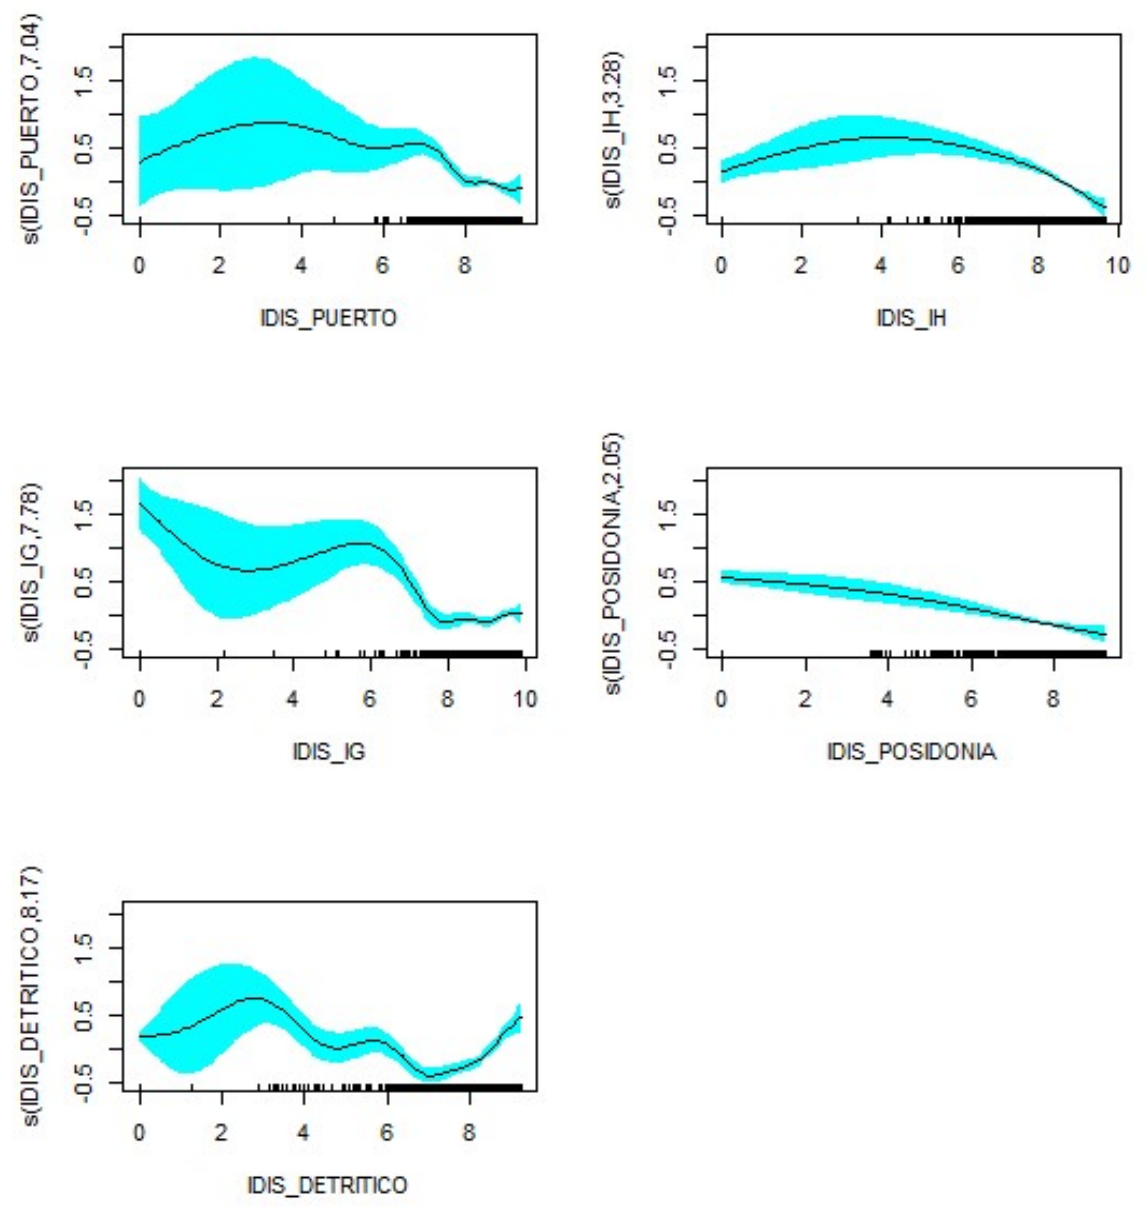 s(IDIS_PUERTO,7.04)
1.5
0.5
-0.5
0 2 4 6 8
IDIS_PUERTO
s(IDIS_IH,3.28)
1.5
0.5
-0.5
0 2 4 6 8 10
IDIS_IH
s(IDIS_IG,7.78)
1.5
0.5
-0.5
0 2 4 6 8 10
IDIS_IG
s(IDIS_POSIDONIA,2.05)
1.5
0.5
-0.5
0 2 4 6 8
IDIS_POSIDONIA
s(IDIS_DETRITICO,8.17)
1.5
0.5
-0.5
0 2 4 6 8
IDIS_DETRITICO